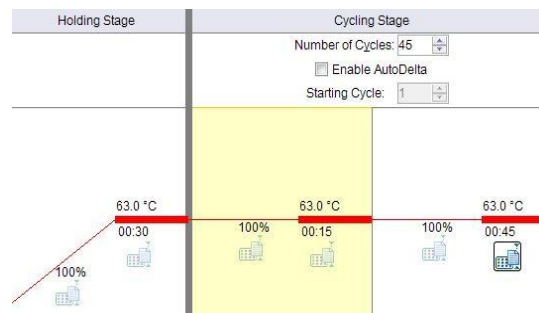 Holding Stage
Cycling Stage
Number of Cycles: 45
Enable AutoDelta
Starting Cycle: 1
63.0 °C
63.0 °C
63.0 °C
00:30
100%
00:15
100%
00:45
100%